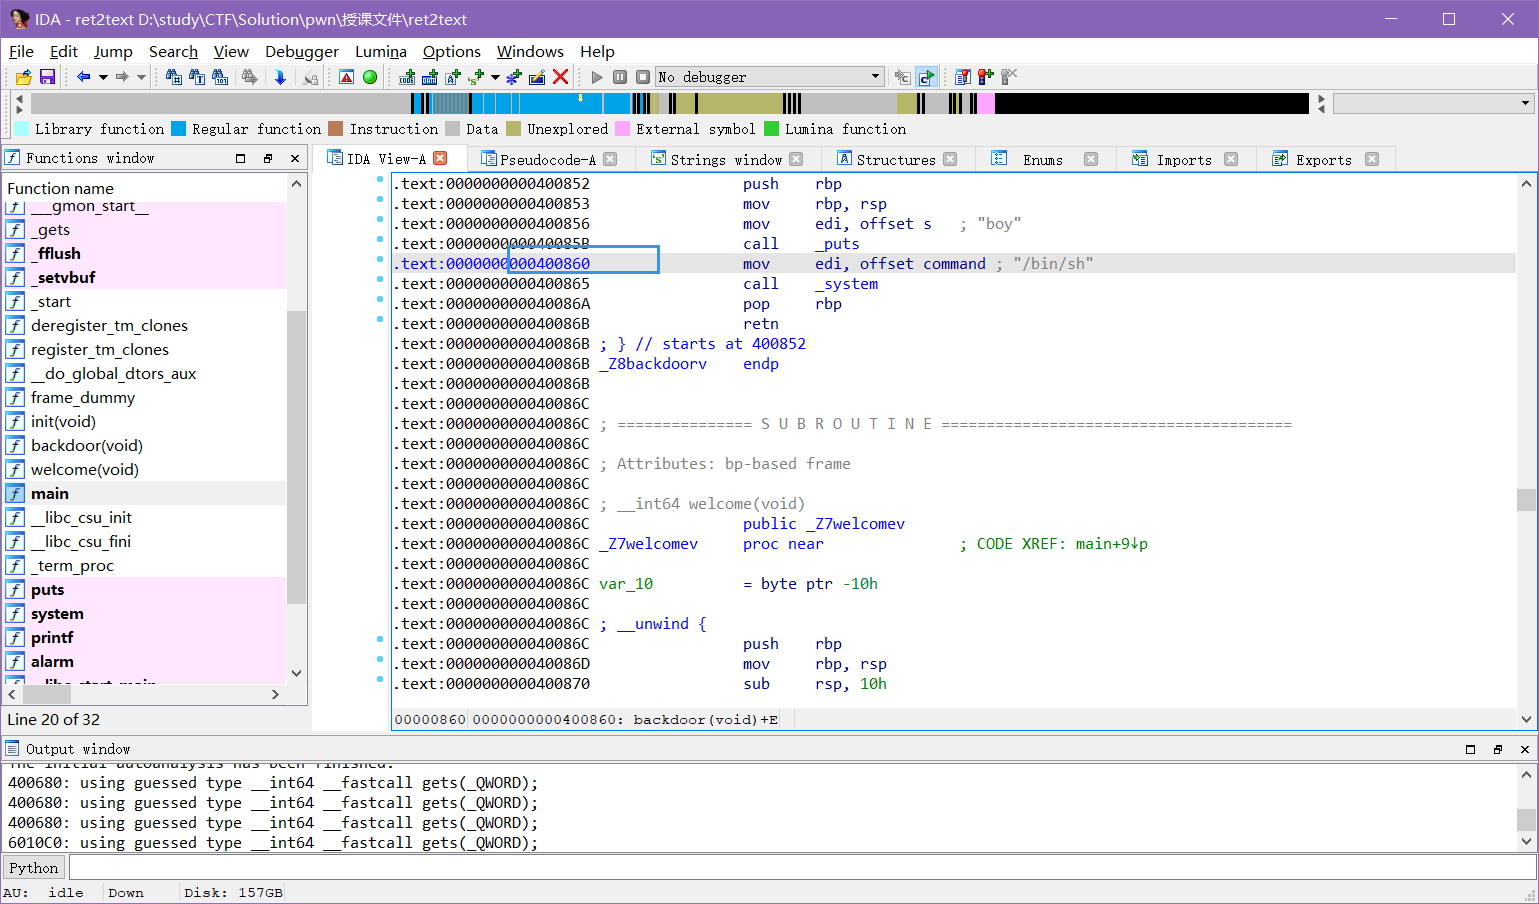 IDA - ret2text D:\study\CTF\Solution\pwn\授课文件\ret2text
File Edit Jump Search View Debugger Lumina Options Windows Help
No debugger
Library function Regular function Instruction Data Unexplored External symbol Lumina function
Functions window
IDA View-A Pseudocode-A Strings window Structures Enums Imports Exports
Function name
___gmon_start__
_gets
_fflush
_setvbuf
_start
deregister_tm_clones
register_tm_clones
__do_global_dtors_aux
frame_dummy
init(void)
backdoor(void)
welcome(void)
main
__libc_csu_init
__libc_csu_fini
_term_proc
puts
system
printf
alarm
__libc_start_main
Line 20 of 32
.text:0000000000400852 push rbp
.text:0000000000400853 mov rbp, rsp
.text:0000000000400856 mov edi, offset s ; "boy"
.text:000000000040085B call _puts
.text:0000000000400860 mov edi, offset command ; "/bin/sh"
.text:0000000000400865 call _system
.text:000000000040086A pop rbp
.text:000000000040086B retn
.text:000000000040086B ; } // starts at 400852
.text:000000000040086B _Z8backdoorv endp
.text:000000000040086B
.text:000000000040086C
.text:000000000040086C ; =============== S U B R O U T I N E =======================================
.text:000000000040086C
.text:000000000040086C ; Attributes: bp-based frame
.text:000000000040086C
.text:000000000040086C ; __int64 welcome(void)
.text:000000000040086C public _Z7welcomev
.text:000000000040086C _Z7welcomev proc near ; CODE XREF: main+9↓p
.text:000000000040086C
.text:000000000040086C var_10 = byte ptr -10h
.text:000000000040086C
.text:000000000040086C ; __unwind {
.text:000000000040086C push rbp
.text:000000000040086D mov rbp, rsp
.text:0000000000400870 sub rsp, 10h
00000860 0000000000400860: backdoor(void)+E
Output window
The initial autoanalysis has been finished.
400680: using guessed type __int64 __fastcall gets(_QWORD);
400680: using guessed type __int64 __fastcall gets(_QWORD);
400680: using guessed type __int64 __fastcall gets(_QWORD);
6010C0: using guessed type __int64 __fastcall gets(_QWORD);
Python
AU: idle Down Disk: 157GB